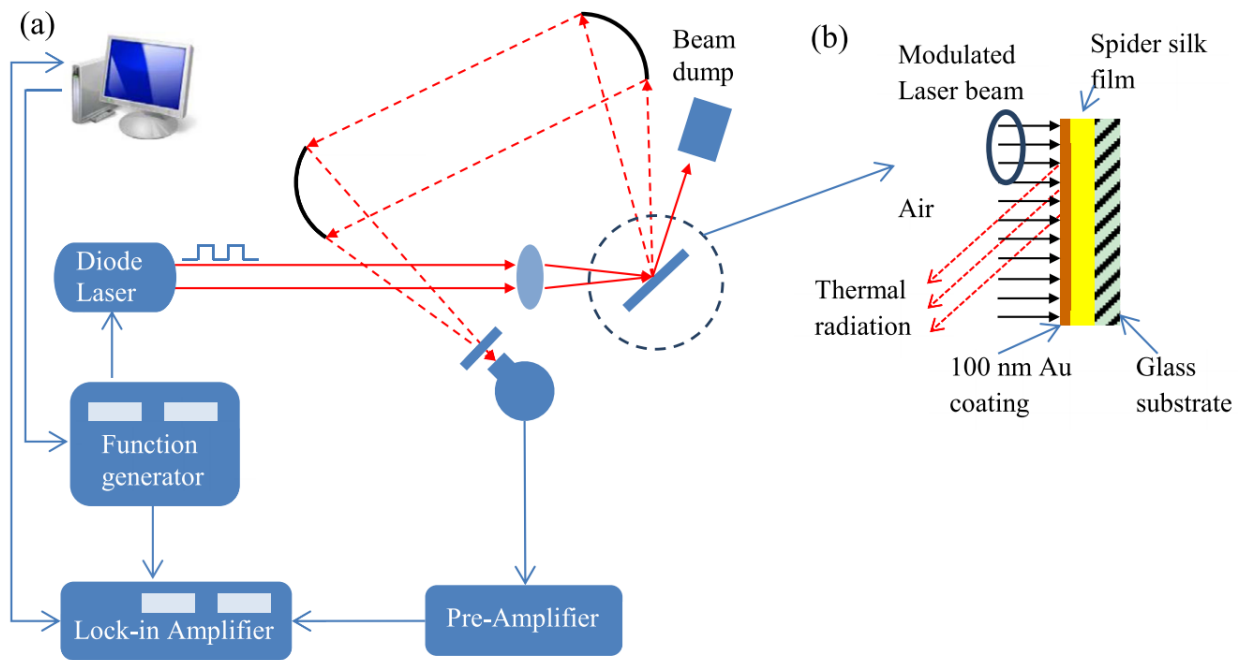 (a)
Beam
dump
(b)
Modulated
Laser beam
Spider silk
film
Air
Diode
Laser
Thermal
radiation
100 nm Au
coating
Glass
substrate
Function
generator
Lock-in Amplifier
Pre-Amplifier